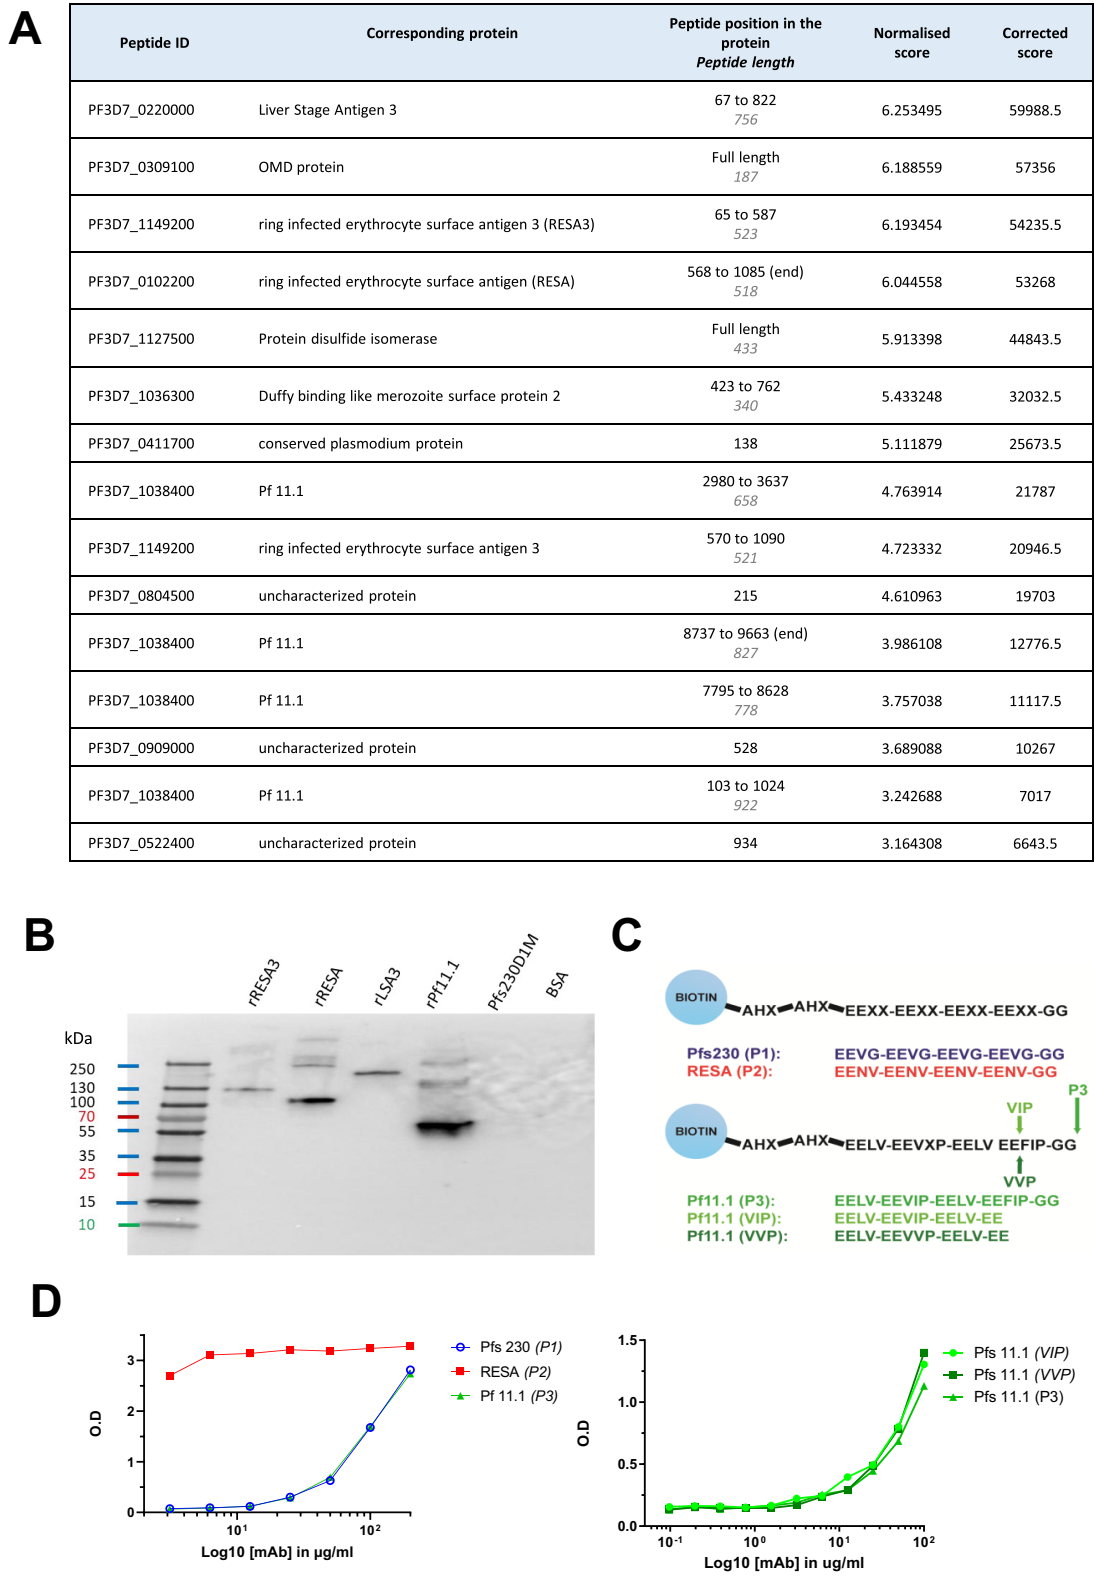 A
Peptide ID
Corresponding protein
Peptide position in the
protein
Peptide length
Normalised
score
Corrected
score
PF3D7_0220000
Liver Stage Antigen 3
67 to 822
756
6.253495
59988.5
PF3D7_0309100
OMD protein
Full length
187
6.188559
57356
PF3D7_1149200
ring infected erythrocyte surface antigen 3 (RESA3)
65 to 587
523
6.193454
54235.5
PF3D7_0102200
ring infected erythrocyte surface antigen (RESA)
568 to 1085 (end)
518
6.044558
53268
PF3D7_1127500
Protein disulfide isomerase
Full length
433
5.913398
44843.5
PF3D7_1036300
Duffy binding like merozoite surface protein 2
423 to 762
340
5.433248
32032.5
PF3D7_0411700
conserved plasmodium protein
138
5.111879
25673.5
PF3D7_1038400
Pf 11.1
2980 to 3637
658
4.763914
21787
PF3D7_1149200
ring infected erythrocyte surface antigen 3
570 to 1090
521
4.723332
20946.5
PF3D7_0804500
uncharacterized protein
215
4.610963
19703
PF3D7_1038400
Pf 11.1
8737 to 9663 (end)
827
3.986108
12776.5
PF3D7_1038400
Pf 11.1
7795 to 8628
778
3.757038
11117.5
PF3D7_0909000
uncharacterized protein
528
3.689088
10267
PF3D7_1038400
Pf 11.1
103 to 1024
922
3.242688
7017
PF3D7_0522400
uncharacterized protein
934
3.164308
6643.5
B
rRESA3
rRESA
rLSA3
rPf11.1
Pfs230D1M
BSA
kDa
250
130
100
70
55
35
25
15
10
C
BIOTIN
AHX
AHX
EEXX-EEXX-EEXX-EEXX-GG
Pfs230 (P1): EEVG-EEVG-EEVG-EEVG-GG
RESA (P2): EENV-EENV-EENV-EENV-GG
P3
VIP
BIOTIN
AHX
AHX
EELV-EEVXP-EELV EEFIP-GG
VVP
Pf11.1 (P3): EELV-EEVIP-EELV-EEFIP-GG
Pf11.1 (VIP): EELV-EEVIP-EELV-EE
Pf11.1 (VVP): EELV-EEVVP-EELV-EE
D
O.D
3
2
1
0
10¹
10²
Log10 [mAb] in µg/ml
Pfs 230 (P1)
RESA (P2)
Pf 11.1 (P3)
O.D
1.5
1.0
0.5
0.0
10⁻¹
10⁰
10¹
10²
Log10 [mAb] in ug/ml
Pfs 11.1 (VIP)
Pfs 11.1 (VVP)
Pfs 11.1 (P3)